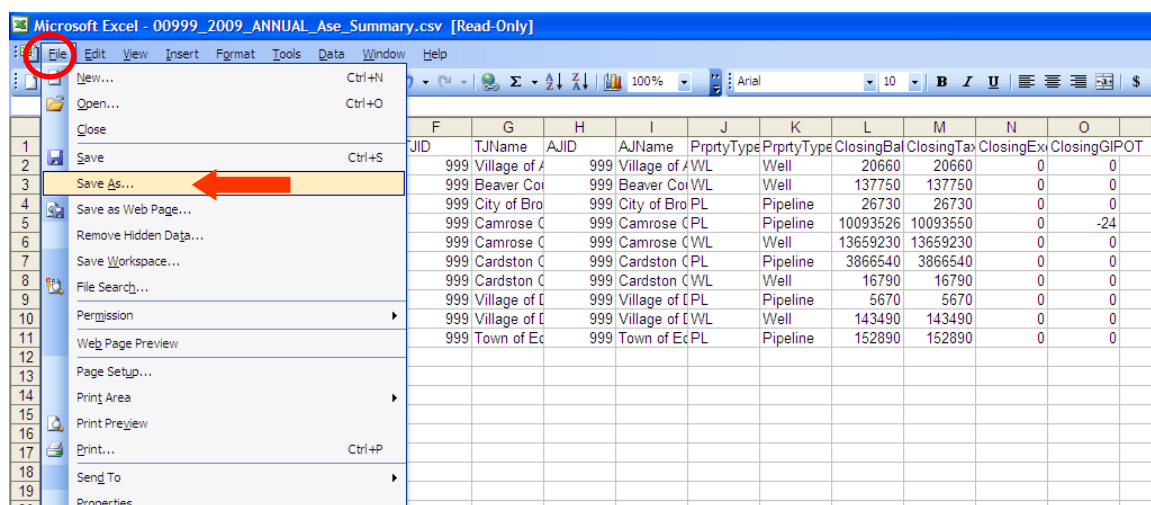 Microsoft Excel - 00999_2009_ANNUAL_Ase_Summary.csv [Read-Only]
File Edit View Insert Format Tools Data Window Help
New... Ctrl+N
Open... Ctrl+O
Close
Save Ctrl+S
Save As...
Save as Web Page...
Remove Hidden Data...
Save Workspace...
File Search...
Permission
Web Page Preview
Page Setup...
Print Area
Print Preview
Print... Ctrl+P
Send To
Properties
100% Arial 10 B I U $
F G H I J K L M N O
1 TJID TJName AJID AJName PrprtyType PrprtyType ClosingBal ClosingTax ClosingEx ClosingGIPOT
2 999 Village of A 999 Village of A WL Well 20660 20660 0 0
3 999 Beaver Cou 999 Beaver Cou WL Well 137750 137750 0 0
4 999 City of Bro 999 City of Bro PL Pipeline 26730 26730 0 0
5 999 Camrose C 999 Camrose C PL Pipeline 10093526 10093550 0 -24
6 999 Camrose C 999 Camrose C WL Well 13659230 13659230 0 0
7 999 Cardston C 999 Cardston C PL Pipeline 3866540 3866540 0 0
8 999 Cardston C 999 Cardston C WL Well 16790 16790 0 0
9 999 Village of D 999 Village of D PL Pipeline 5670 5670 0 0
10 999 Village of D 999 Village of D WL Well 143490 143490 0 0
11 999 Town of Ec 999 Town of Ec PL Pipeline 152890 152890 0 0
12
13
14
15
16
17
18
19